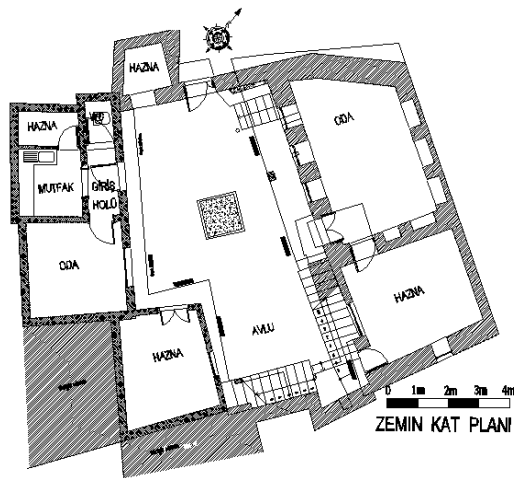 HAZNA
HAZNA
WC
ODA
MUTFAK
GİRİŞ
HOLÜ
ODA
HAZNA
HAZNA
AVLU
0 1m 2m 3m 4m
ZEMİN KAT PLANI